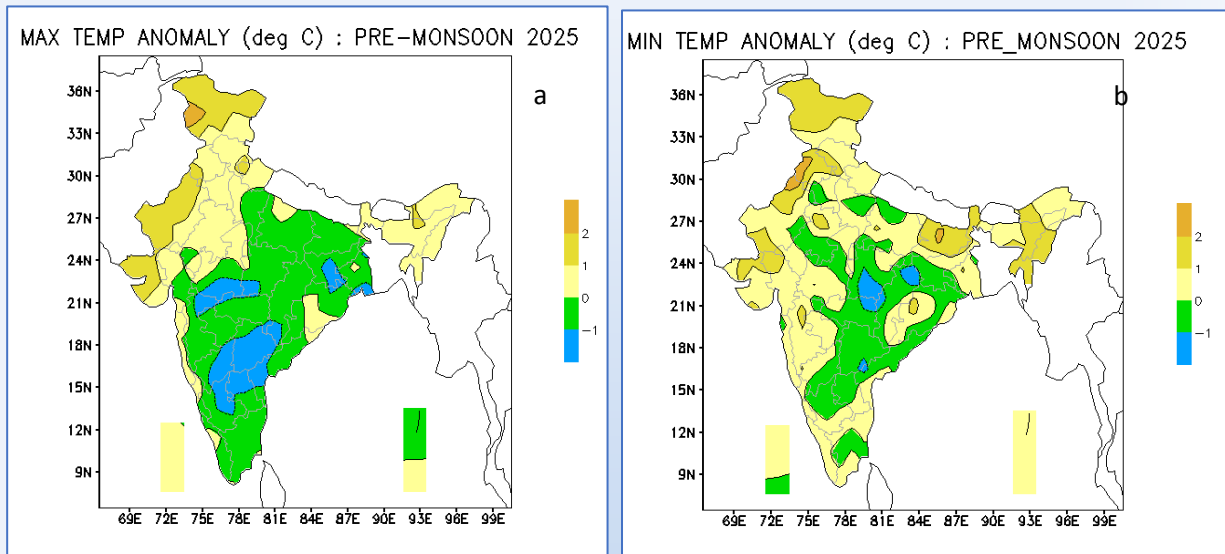 MAX TEMP ANOMALY (deg C) : PRE-MONSOON 2025
a
36N
33N
30N
27N
24N
21N
18N
15N
12N
9N
69E 72E 75E 78E 81E 84E 87E 90E 93E 96E 99E
2
1
0
−1
MIN TEMP ANOMALY (deg C) : PRE_MONSOON 2025
b
36N
33N
30N
27N
24N
21N
18N
15N
12N
9N
69E 72E 75E 78E 81E 84E 87E 90E 93E 96E 99E
2
1
0
−1